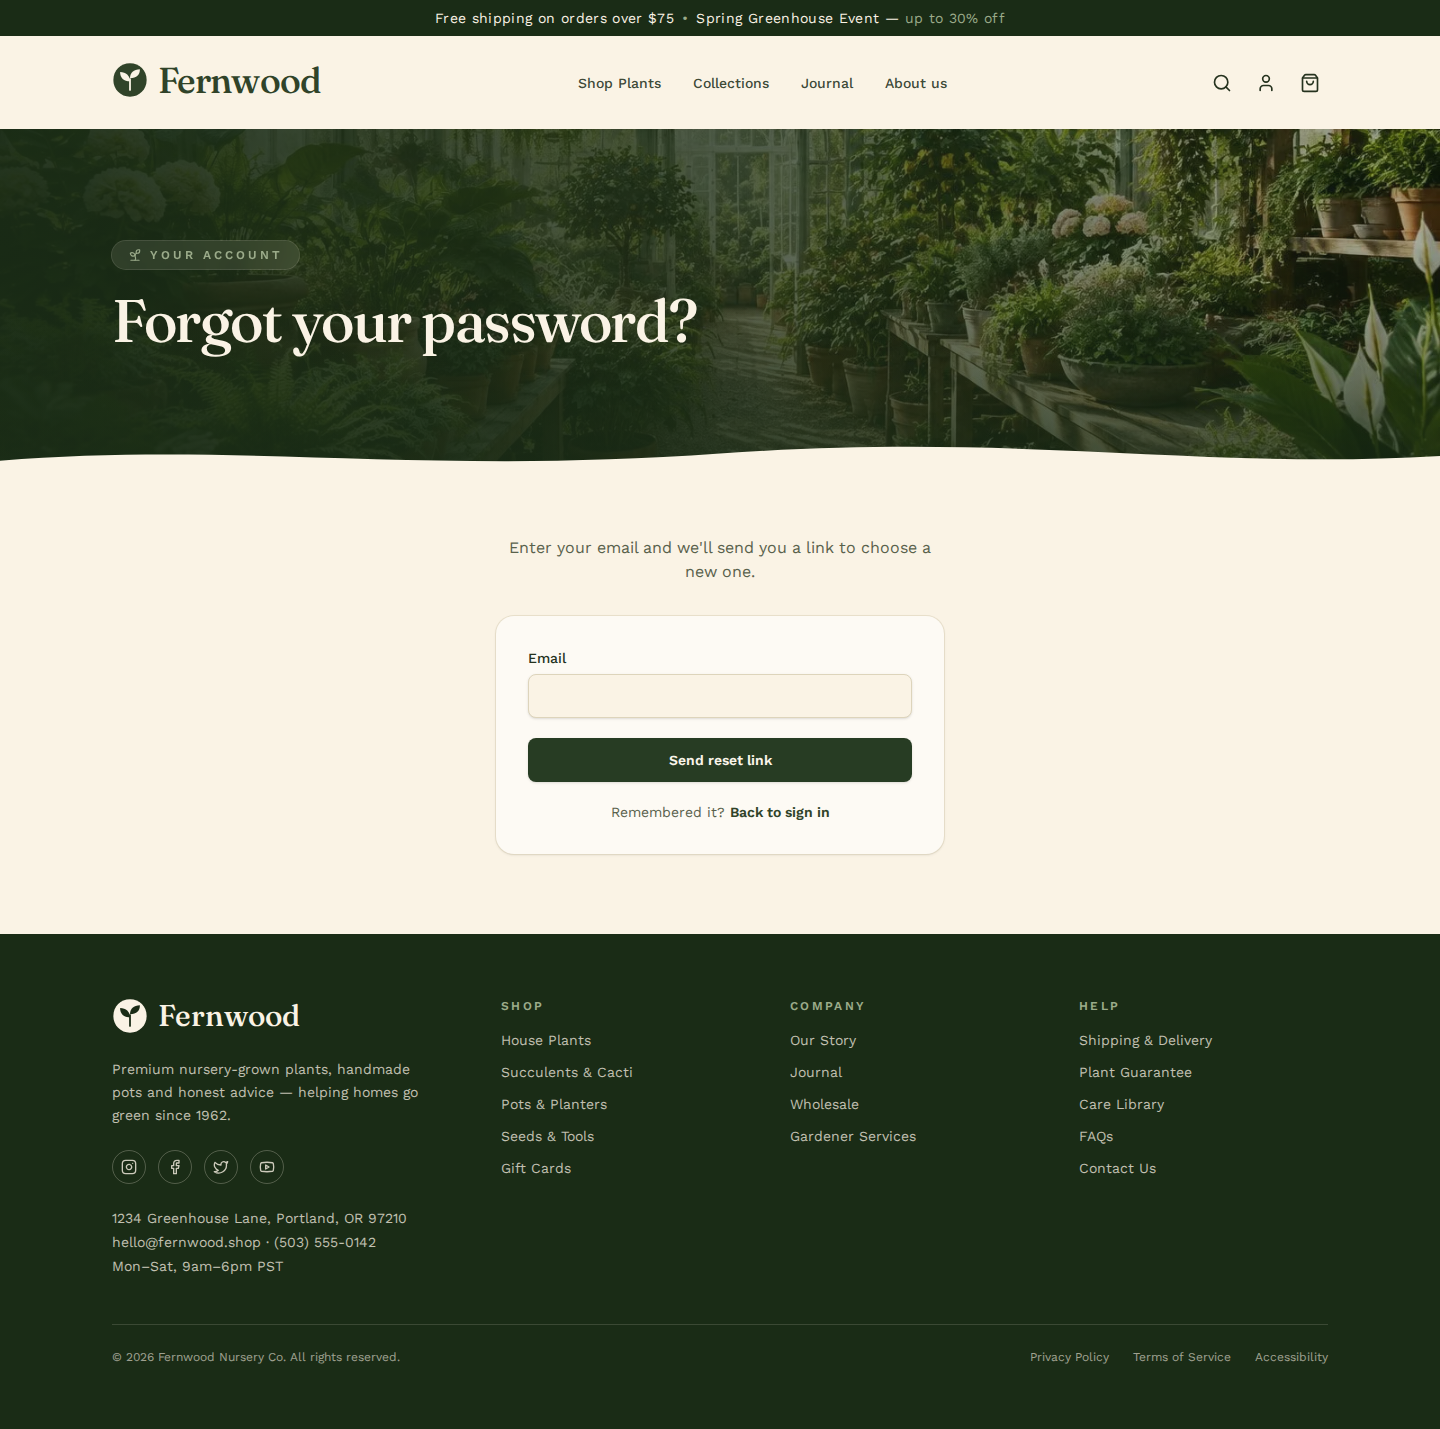 Free shipping on orders over $75 • Spring Greenhouse Event — up to 30% off
Fernwood
Shop Plants
Collections
Journal
About us
YOUR ACCOUNT
Forgot your password?
Enter your email and we'll send you a link to choose a
new one.
Email
Send reset link
Remembered it? Back to sign in
Fernwood
Premium nursery-grown plants, handmade
pots and honest advice — helping homes go
green since 1962.
1234 Greenhouse Lane, Portland, OR 97210
hello@fernwood.shop · (503) 555-0142
Mon–Sat, 9am–6pm PST
SHOP
House Plants
Succulents & Cacti
Pots & Planters
Seeds & Tools
Gift Cards
COMPANY
Our Story
Journal
Wholesale
Gardener Services
HELP
Shipping & Delivery
Plant Guarantee
Care Library
FAQs
Contact Us
© 2026 Fernwood Nursery Co. All rights reserved.
Privacy Policy
Terms of Service
Accessibility